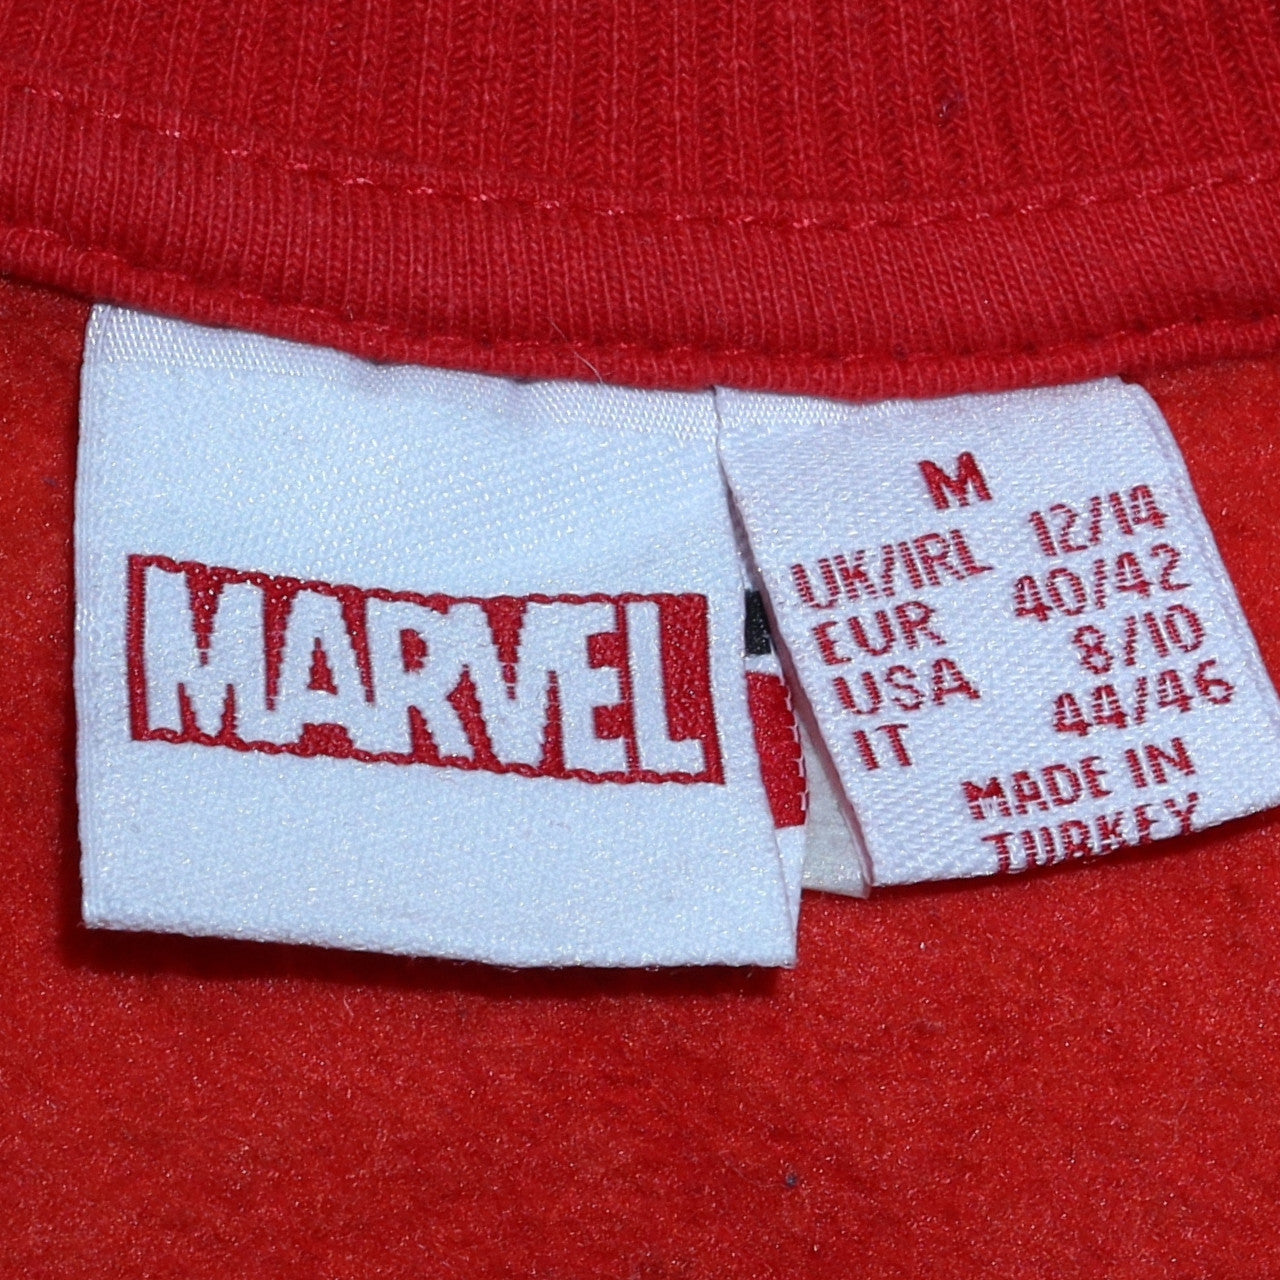 MARVEL
M
UK/IRL 12/14
EUR 40/42
USA 8/10
IT 44/46
MADE IN
TURKEY